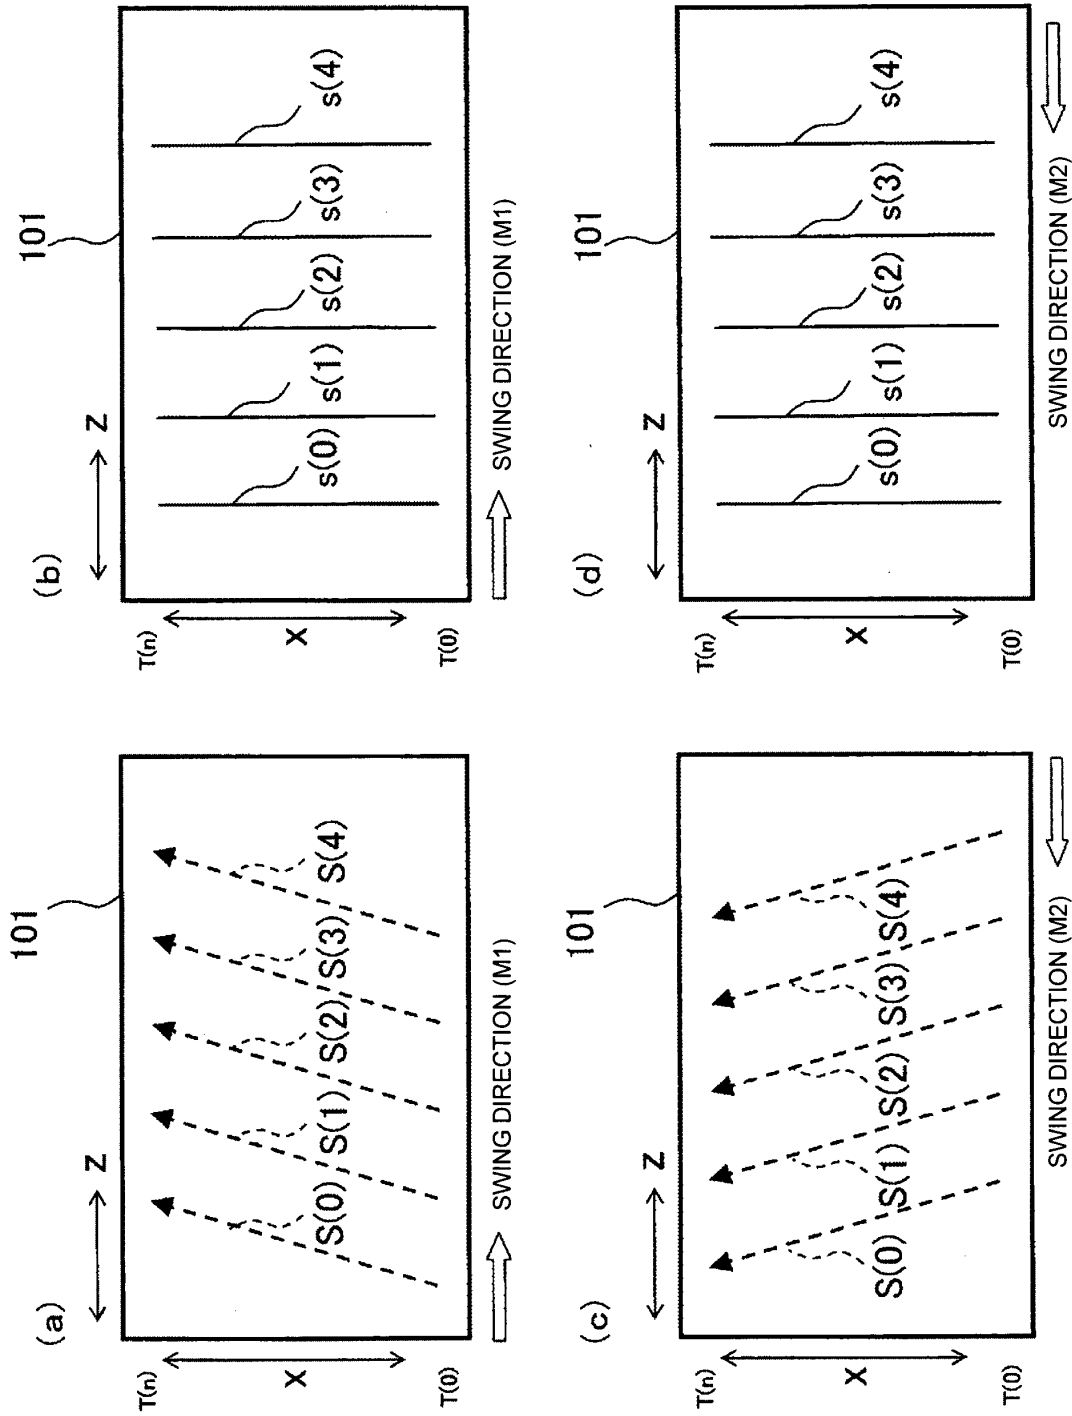 (a)
Z
101
T(n)
X
T(0)
S(0)
S(1)
S(2)
S(3)
S(4)
SWING DIRECTION (M1)
(b)
Z
101
T(n)
X
T(0)
s(0)
s(1)
s(2)
s(3)
s(4)
SWING DIRECTION (M1)
(c)
Z
101
T(n)
X
T(0)
S(0)
S(1)
S(2)
S(3)
S(4)
SWING DIRECTION (M2)
(d)
Z
101
T(n)
X
T(0)
s(0)
s(1)
s(2)
s(3)
s(4)
SWING DIRECTION (M2)